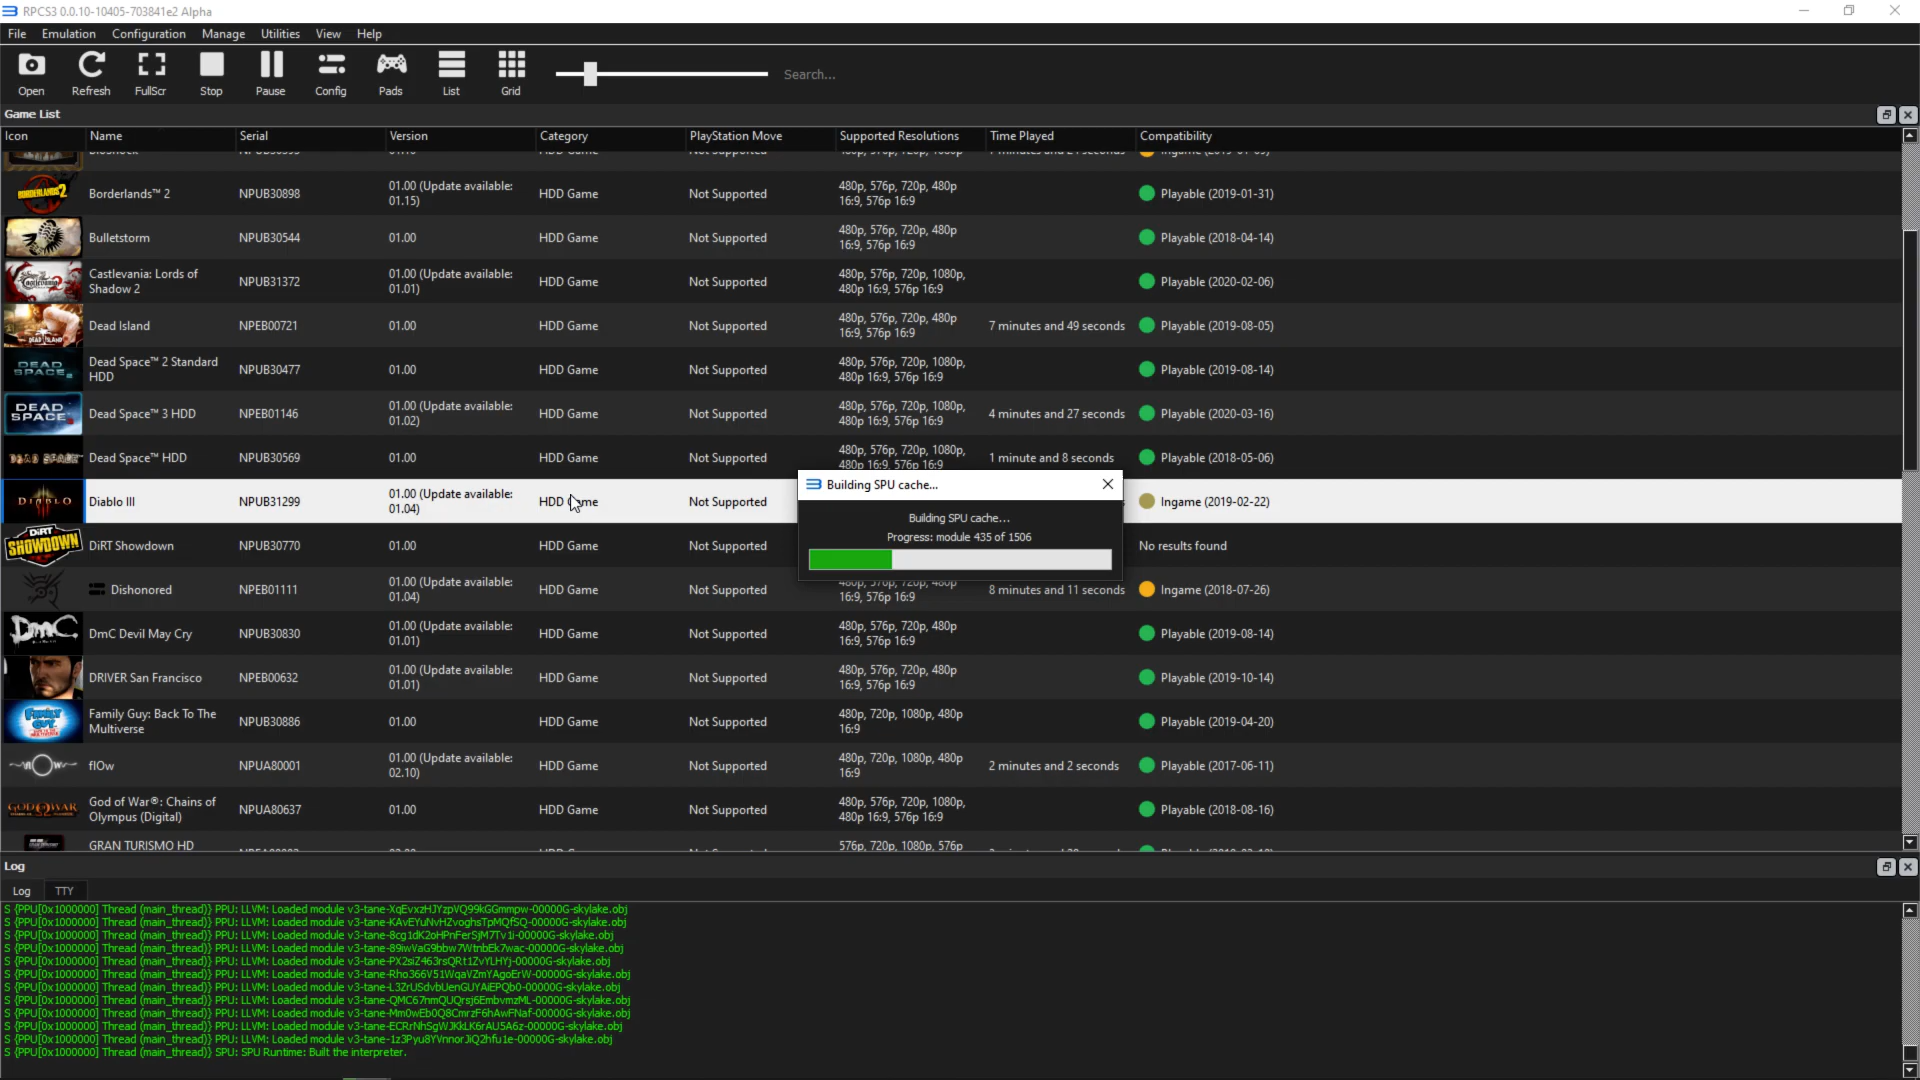 RPCS3 0.0.10-10405-703841e2 Alpha
File Emulation Configuration Manage Utilities View Help
Open Refresh FullScr Stop Pause Config Pads List Grid Search...
Game List
Icon Name Serial Version Category PlayStation Move Supported Resolutions Time Played Compatibility
Borderlands™ 2 NPUB30898 01.00 (Update available: 01.15) HDD Game Not Supported 480p, 576p, 720p, 480p 16:9, 576p 16:9 Playable (2019-01-31)
Bulletstorm NPUB30544 01.00 HDD Game Not Supported 480p, 576p, 720p, 480p 16:9, 576p 16:9 Playable (2018-04-14)
Castlevania: Lords of Shadow 2 NPUB31372 01.00 (Update available: 01.01) HDD Game Not Supported 480p, 576p, 720p, 1080p, 480p 16:9, 576p 16:9 Playable (2020-02-06)
Dead Island NPEB00721 01.00 HDD Game Not Supported 480p, 576p, 720p, 480p 16:9, 576p 16:9 7 minutes and 49 seconds Playable (2019-08-05)
Dead Space™ 2 Standard HDD NPUB30477 01.00 HDD Game Not Supported 480p, 576p, 720p, 1080p, 480p 16:9, 576p 16:9 Playable (2019-08-14)
Dead Space™ 3 HDD NPEB01146 01.00 (Update available: 01.02) HDD Game Not Supported 480p, 576p, 720p, 1080p, 480p 16:9, 576p 16:9 4 minutes and 27 seconds Playable (2020-03-16)
Dead Space™ HDD NPUB30569 01.00 HDD Game Not Supported 480p, 576p, 720p, 1080p, 480p 16:9, 576p 16:9 1 minute and 8 seconds Playable (2018-05-06)
Diablo III NPUB31299 01.00 (Update available: 01.04) HDD Game Not Supported Ingame (2019-02-22)
Building SPU cache...
Building SPU cache...
Progress: module 435 of 1506
DiRT Showdown NPUB30770 01.00 HDD Game Not Supported No results found
Dishonored NPEB01111 01.00 (Update available: 01.04) HDD Game Not Supported 480p, 576p, 720p, 480p 16:9, 576p 16:9 8 minutes and 11 seconds Ingame (2018-07-26)
DmC Devil May Cry NPUB30830 01.00 (Update available: 01.01) HDD Game Not Supported 480p, 576p, 720p, 480p 16:9, 576p 16:9 Playable (2019-08-14)
DRIVER San Francisco NPEB00632 01.00 (Update available: 01.01) HDD Game Not Supported 480p, 576p, 720p, 480p 16:9, 576p 16:9 Playable (2019-10-14)
Family Guy: Back To The Multiverse NPUB30886 01.00 HDD Game Not Supported 480p, 720p, 1080p, 480p 16:9 Playable (2019-04-20)
flOw NPUA80001 01.00 (Update available: 02.10) HDD Game Not Supported 480p, 720p, 1080p, 480p 16:9 2 minutes and 2 seconds Playable (2017-06-11)
God of War®: Chains of Olympus (Digital) NPUA80637 01.00 HDD Game Not Supported 480p, 576p, 720p, 1080p, 480p 16:9, 576p 16:9 Playable (2018-08-16)
GRAN TURISMO HD 576p, 720p, 1080p, 576p
Log
Log TTY
S {PPU[0x1000000] Thread (main_thread)} PPU: LLVM: Loaded module v3-tane-XqEvxzHJYzpVQ99kGGmmpw-00000G-skylake.obj
S {PPU[0x1000000] Thread (main_thread)} PPU: LLVM: Loaded module v3-tane-KAvEYuNvHZvoghsTpMQfSQ-00000G-skylake.obj
S {PPU[0x1000000] Thread (main_thread)} PPU: LLVM: Loaded module v3-tane-8cg1dK2oHPnFerSjM7Tv1i-00000G-skylake.obj
S {PPU[0x1000000] Thread (main_thread)} PPU: LLVM: Loaded module v3-tane-89iwVaG9bbw7WtnbEk7wac-00000G-skylake.obj
S {PPU[0x1000000] Thread (main_thread)} PPU: LLVM: Loaded module v3-tane-PX2siZ463rsQRt1ZvYLHYj-00000G-skylake.obj
S {PPU[0x1000000] Thread (main_thread)} PPU: LLVM: Loaded module v3-tane-Rho366V51WqaVZmYAgoErW-00000G-skylake.obj
S {PPU[0x1000000] Thread (main_thread)} PPU: LLVM: Loaded module v3-tane-L3ZrUSdvbUenGUYAiEPQb0-00000G-skylake.obj
S {PPU[0x1000000] Thread (main_thread)} PPU: LLVM: Loaded module v3-tane-QMC67nmQUQrsj6EmbvmzML-00000G-skylake.obj
S {PPU[0x1000000] Thread (main_thread)} PPU: LLVM: Loaded module v3-tane-Mm0wEb0Q8CmrzF6hAwFNaf-00000G-skylake.obj
S {PPU[0x1000000] Thread (main_thread)} PPU: LLVM: Loaded module v3-tane-ECRrNhSgWJKkLK6rAU5A6z-00000G-skylake.obj
S {PPU[0x1000000] Thread (main_thread)} PPU: LLVM: Loaded module v3-tane-1z3Pyu8YVnnorJiQ2hfu1e-00000G-skylake.obj
S {PPU[0x1000000] Thread (main_thread)} SPU: SPU Runtime: Built the interpreter.